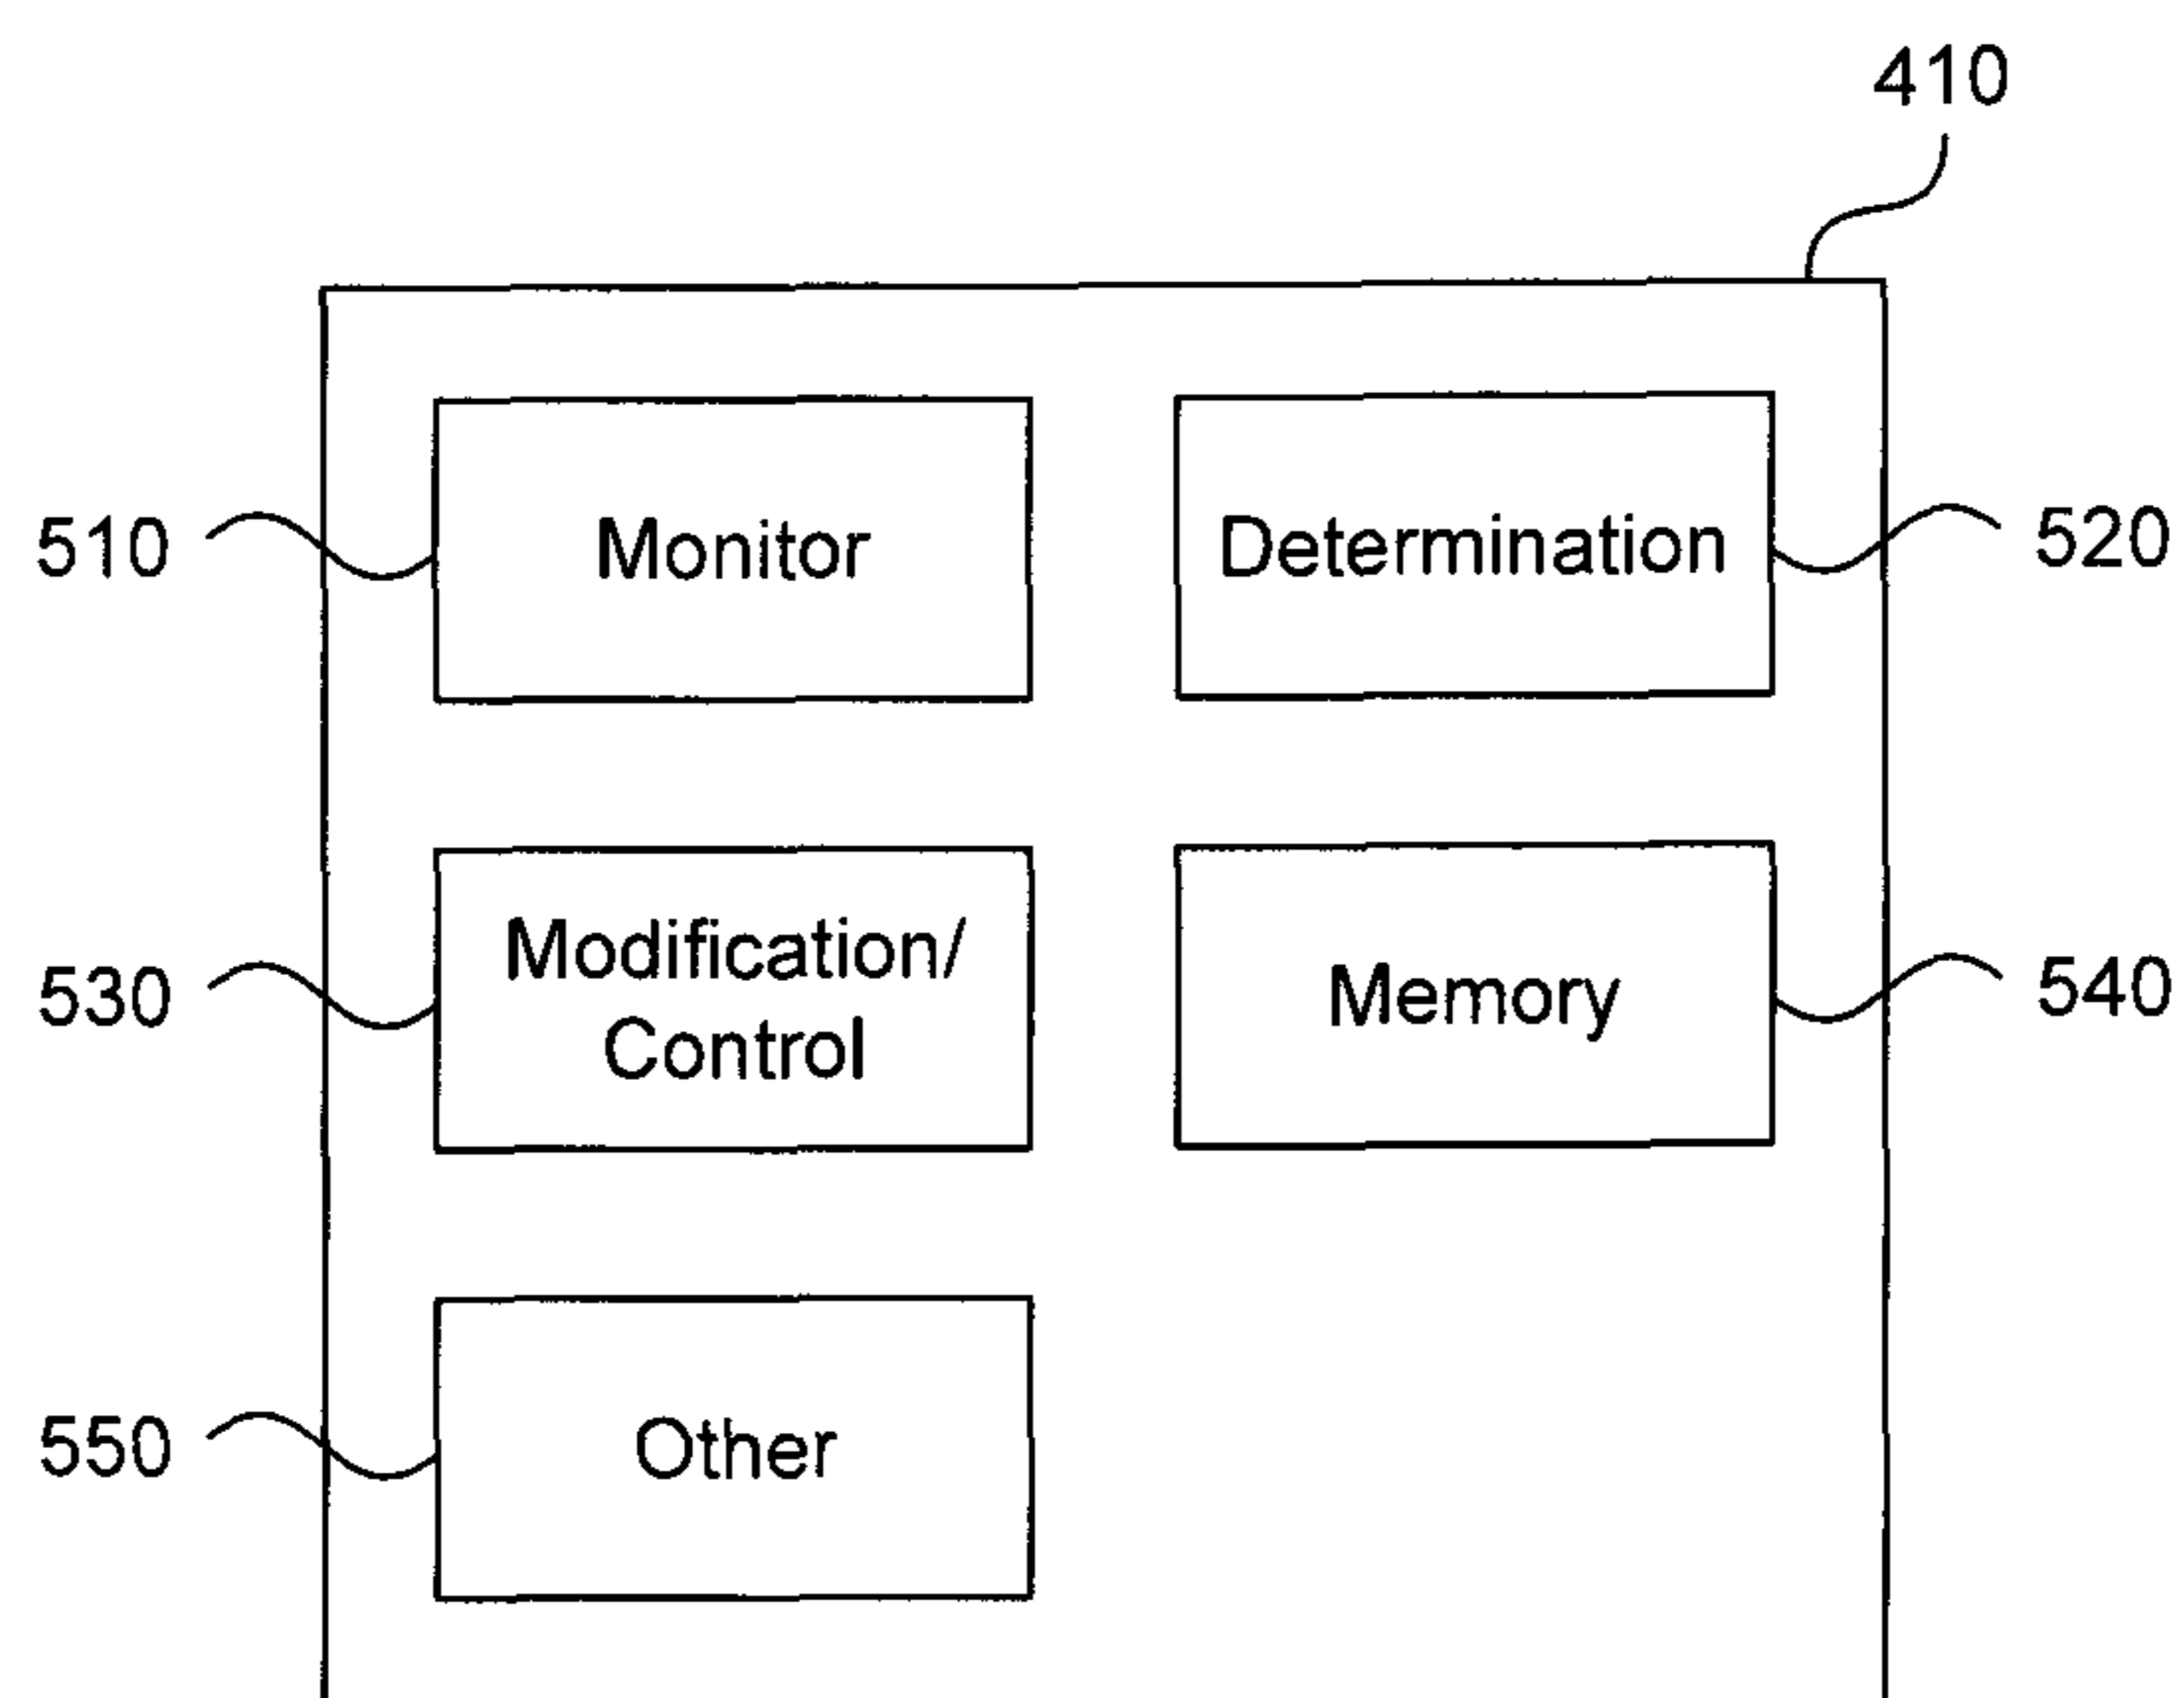 410
510
Monitor
Determination
520
530
Modification/
Control
Memory
540
550
Other